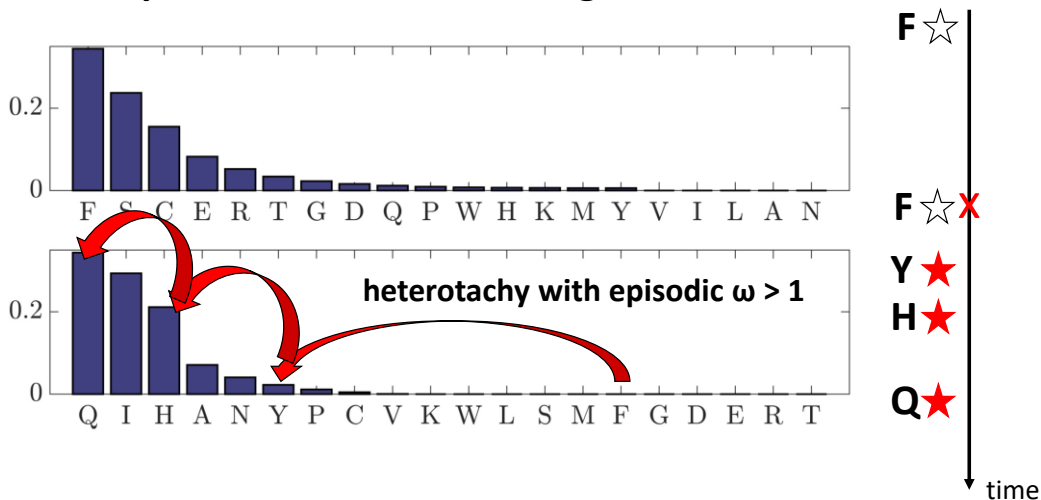 F ☆
0.2
0
F S C E R T G D Q P W H K M Y V I L A N
F ☆ X
Y ★
heterotachy with episodic ω > 1
0.2
H ★
0
Q ★
Q I H A N Y P C V K W L S M F G D E R T
time